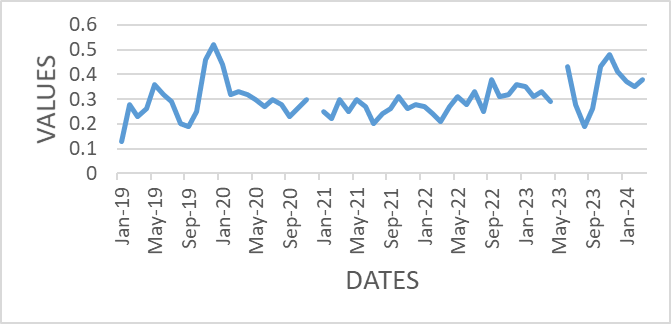 VALUES
0.6
0.5
0.4
0.3
0.2
0.1
0
Jan-19
May-19
Sep-19
Jan-20
May-20
Sep-20
Jan-21
May-21
Sep-21
Jan-22
May-22
Sep-22
Jan-23
May-23
Sep-23
Jan-24
DATES